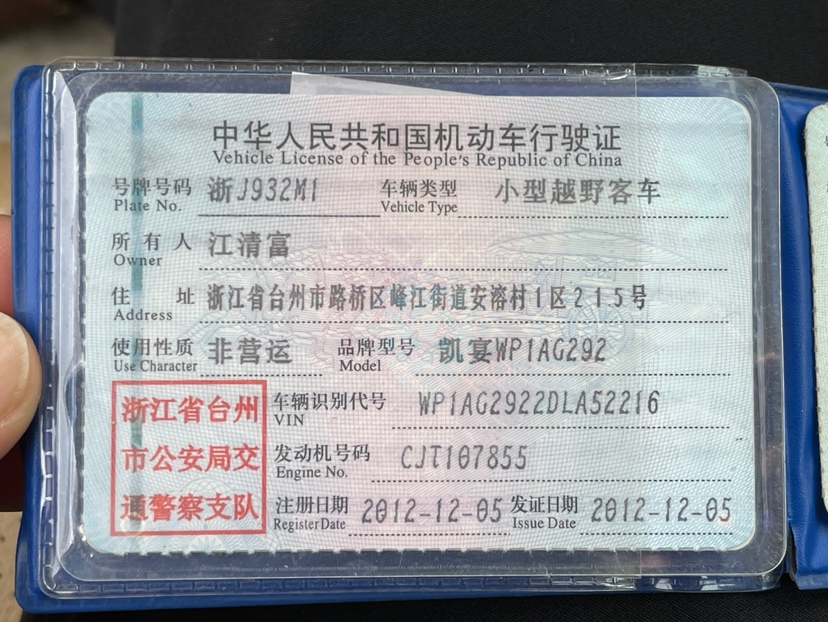 中华人民共和国机动车行驶证
Vehicle License of the People's Republic of China
号牌号码 浙J932M1 车辆类型 小型越野客车
Plate No. Vehicle Type
所有人 江清富
Owner
住址 浙江省台州市路桥区峰江街道安溶村1区215号
Address
使用性质 非营运 品牌型号 凯宴WP1AG292
Use Character Model
浙江省台州 车辆识别代号 WP1AG2922DLA52216
VIN
市公安局交 发动机号码 CJT107855
Engine No.
通警察支队 注册日期 2012-12-05 发证日期 2012-12-05
Register Date Issue Date